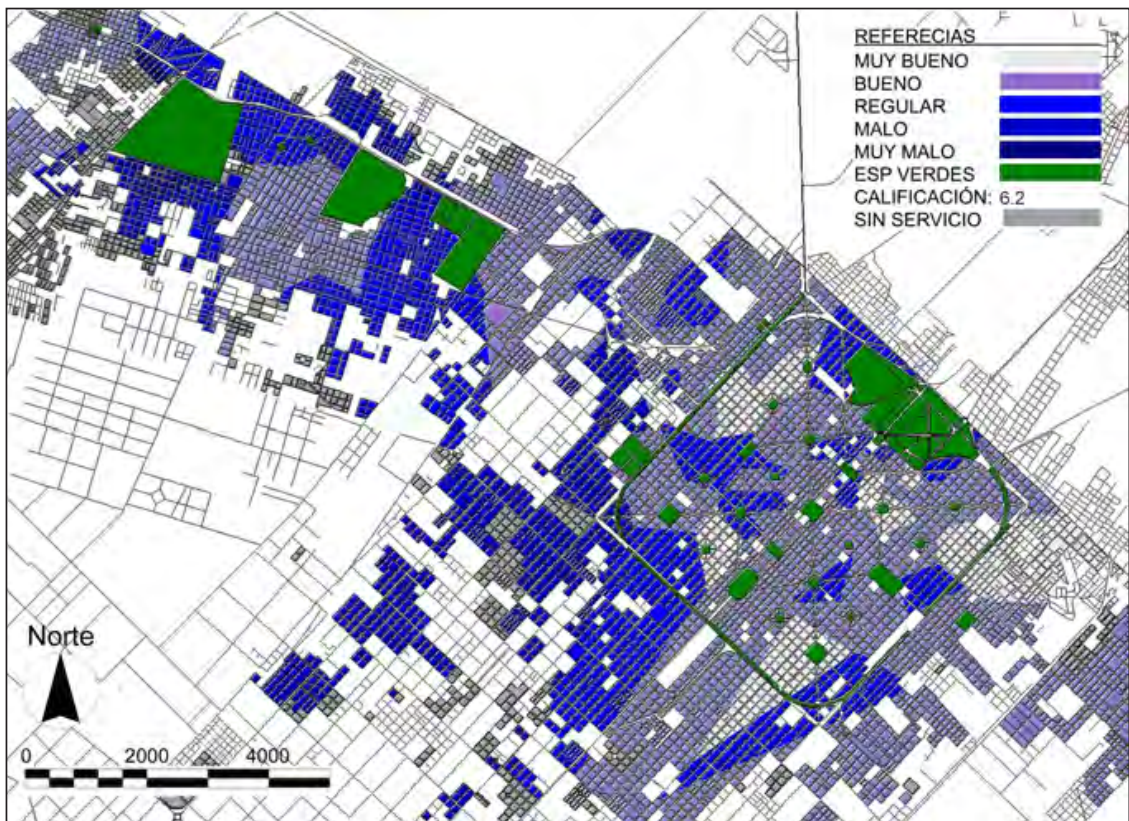 REFERECIAS
MUY BUENO
BUENO
REGULAR
MALO
MUY MALO
ESP VERDES
CALIFICACIÓN: 6.2
SIN SERVICIO
Norte
0 2000 4000